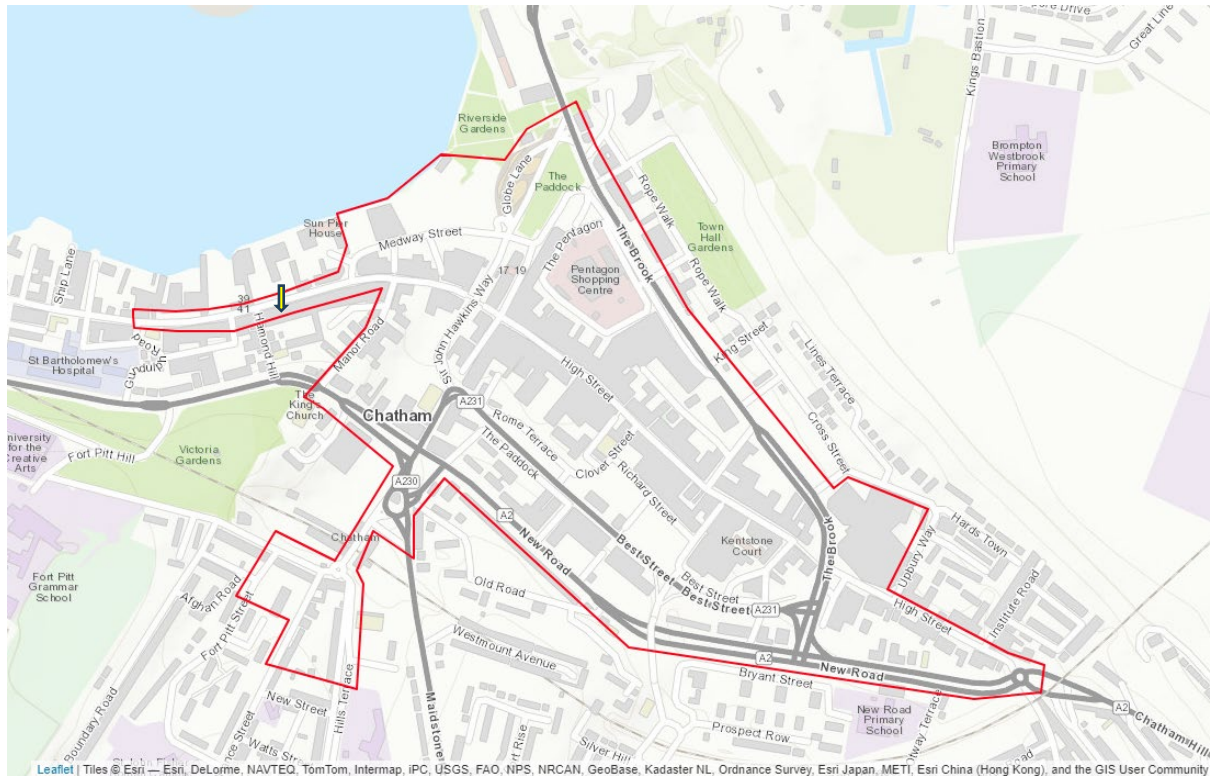 Riverside
Gardens
Globe Lane
The
Paddock
Rope Walk
Town
Hall
Gardens
Kings Bastion
Great Line
Brompton
Westbrook
Primary
School
Ship Lane
Sun Pier
House
Medway Street
17 19
The Pentagon
Pentagon
Shopping
Centre
The Brook
Rope Walk
King Street
Lines Terrace
Cross Street
39
41
Hamond Hill
Manor Road
Sir John Hawkins Way
High Street
St Bartholomew's
Hospital
The
King's
Church
Chatham
A231
Rome Terrace
The Paddock
Clover Street
Richard Street
University
for the
Creative
Arts
Fort Pitt Hill
Victoria
Gardens
A230
A2
New Road
Best Street
Best Street
Best Street
Kentstone
Court
The Brook
Hards Town
Upbury Way
Institute Road
High Street
Chatham
Fort Pitt
Grammar
School
Afghan Road
Fort Pitt Street
Old Road
A231
Westmount Avenue
A2
New Road
Bryant Street
New Road
Primary
School
A2
Chatham Hill
Boundary Road
New Street
Watts Street
Hills Terrace
Maidstone
Prospect Row
Silver Hill
Leaflet | Tiles © Esri — Esri, DeLorme, NAVTEQ, TomTom, Intermap, iPC, USGS, FAO, NPS, NRCAN, GeoBase, Kadaster NL, Ordnance Survey, Esri Japan, METI, Esri China (Hong Kong), and the GIS User Community